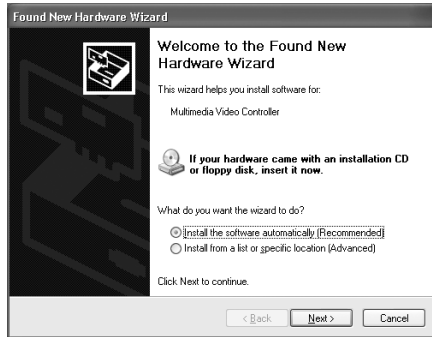 Found New Hardware Wizard
Welcome to the Found New
Hardware Wizard
This wizard helps you install software for:
Multimedia Video Controller
If your hardware came with an installation CD
or floppy disk, insert it now.
What do you want the wizard to do?
Install the software automatically (Recommended)
Install from a list or specific location (Advanced)
Click Next to continue.
< Back
Next >
Cancel